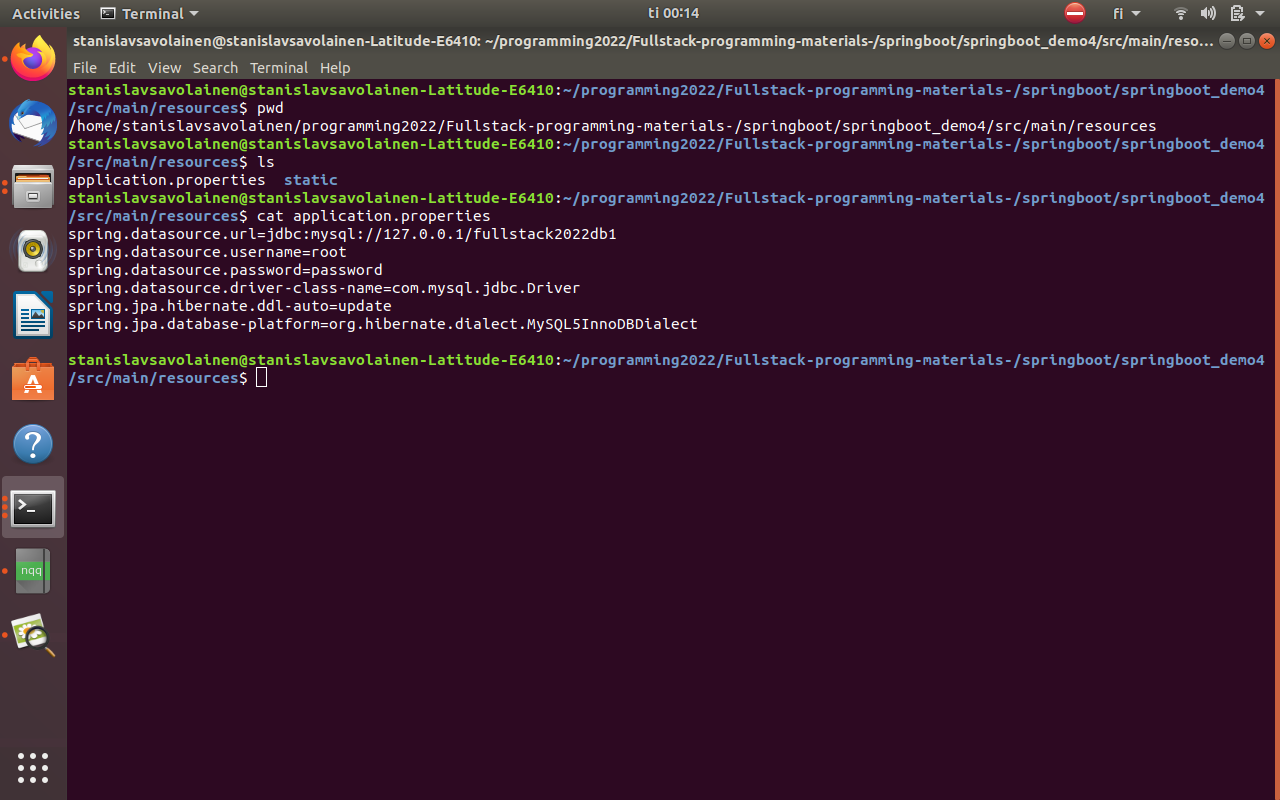 Activities Terminal ti 00:14 fi
stanislavsavolainen@stanislavsavolainen-Latitude-E6410: ~/programming2022/Fullstack-programming-materials-/springboot/springboot_demo4/src/main/reso...
File Edit View Search Terminal Help
stanislavsavolainen@stanislavsavolainen-Latitude-E6410:~/programming2022/Fullstack-programming-materials-/springboot/springboot_demo4
/src/main/resources$ pwd
/home/stanislavsavolainen/programming2022/Fullstack-programming-materials-/springboot/springboot_demo4/src/main/resources
stanislavsavolainen@stanislavsavolainen-Latitude-E6410:~/programming2022/Fullstack-programming-materials-/springboot/springboot_demo4
/src/main/resources$ ls
application.properties static
stanislavsavolainen@stanislavsavolainen-Latitude-E6410:~/programming2022/Fullstack-programming-materials-/springboot/springboot_demo4
/src/main/resources$ cat application.properties
spring.datasource.url=jdbc:mysql://127.0.0.1/fullstack2022db1
spring.datasource.username=root
spring.datasource.password=password
spring.datasource.driver-class-name=com.mysql.jdbc.Driver
spring.jpa.hibernate.ddl-auto=update
spring.jpa.database-platform=org.hibernate.dialect.MySQL5InnoDBDialect
stanislavsavolainen@stanislavsavolainen-Latitude-E6410:~/programming2022/Fullstack-programming-materials-/springboot/springboot_demo4
/src/main/resources$
nqq